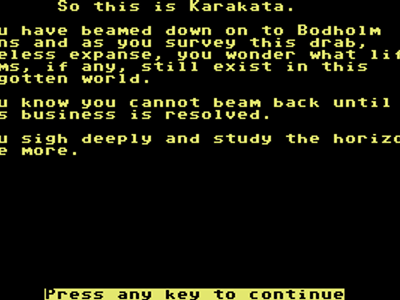 So this is Karakata.
u have beamed down on to Bodholm
ns and as you survey this drab,
eless expanse, you wonder what lif
ms, if any, still exist in this
gotten world.
u know you cannot beam back until
s business is resolved.
u sigh deeply and study the horizo
e more.
Press any key to continue